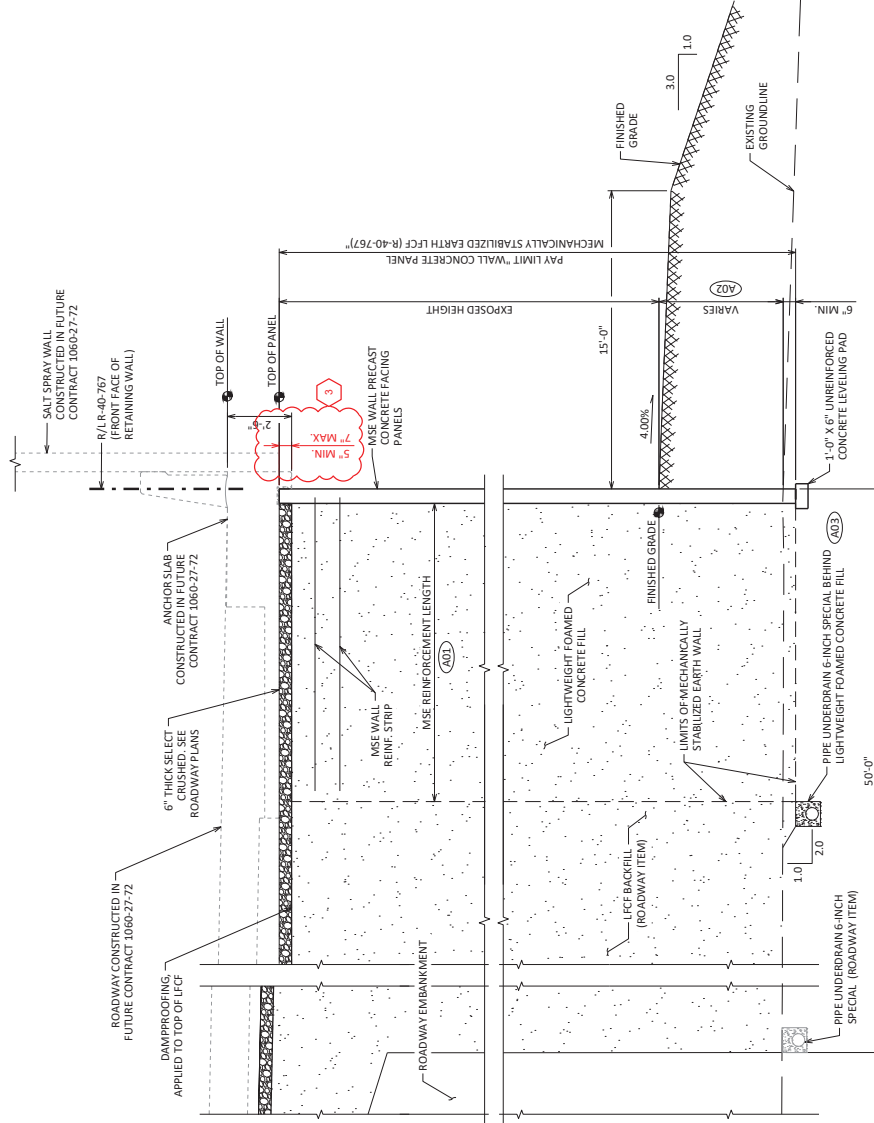 SALT SPRAY WALL
CONSTRUCTED IN FUTURE
CONTRACT 1060-27-72
R/L R-40-767
(FRONT FACE OF
RETAINING WALL)
TOP OF WALL
TOP OF PANEL
2'-6"
5" MIN.
7" MAX.
3
MSE WALL PRECAST
CONCRETE FACING
PANELS
ANCHOR SLAB
CONSTRUCTED IN FUTURE
CONTRACT 1060-27-72
6" THICK SELECT
CRUSHED. SEE
ROADWAY PLANS
ROADWAY CONSTRUCTED IN
FUTURE CONTRACT 1060-27-72
DAMPPROOFING,
APPLIED TO TOP OF LFCF
MSE WALL
REINF. STRIP
MSE REINFORCEMENT LENGTH
A01
LIGHTWEIGHT FOAMED
CONCRETE FILL
LIMITS OF MECHANICALLY
STABILIZED EARTH WALL
LFCF BACKFILL
(ROADWAY ITEM)
ROADWAY EMBANKMENT
FINISHED GRADE
4.00%
15'-0"
FINISHED
GRADE
3.0
1.0
EXISTING
GROUNDLINE
PAY LIMIT "WALL CONCRETE PANEL
MECHANICALLY STABILIZED EARTH LFCF (R-40-767)"
EXPOSED HEIGHT
VARIES
A02
6" MIN.
1'-0" X 6" UNREINFORCED
CONCRETE LEVELING PAD
PIPE UNDERDRAIN 6-INCH SPECIAL BEHIND
LIGHTWEIGHT FOAMED CONCRETE FILL
A03
1.0
2.0
PIPE UNDERDRAIN 6-INCH
SPECIAL (ROADWAY ITEM)
50'-0"